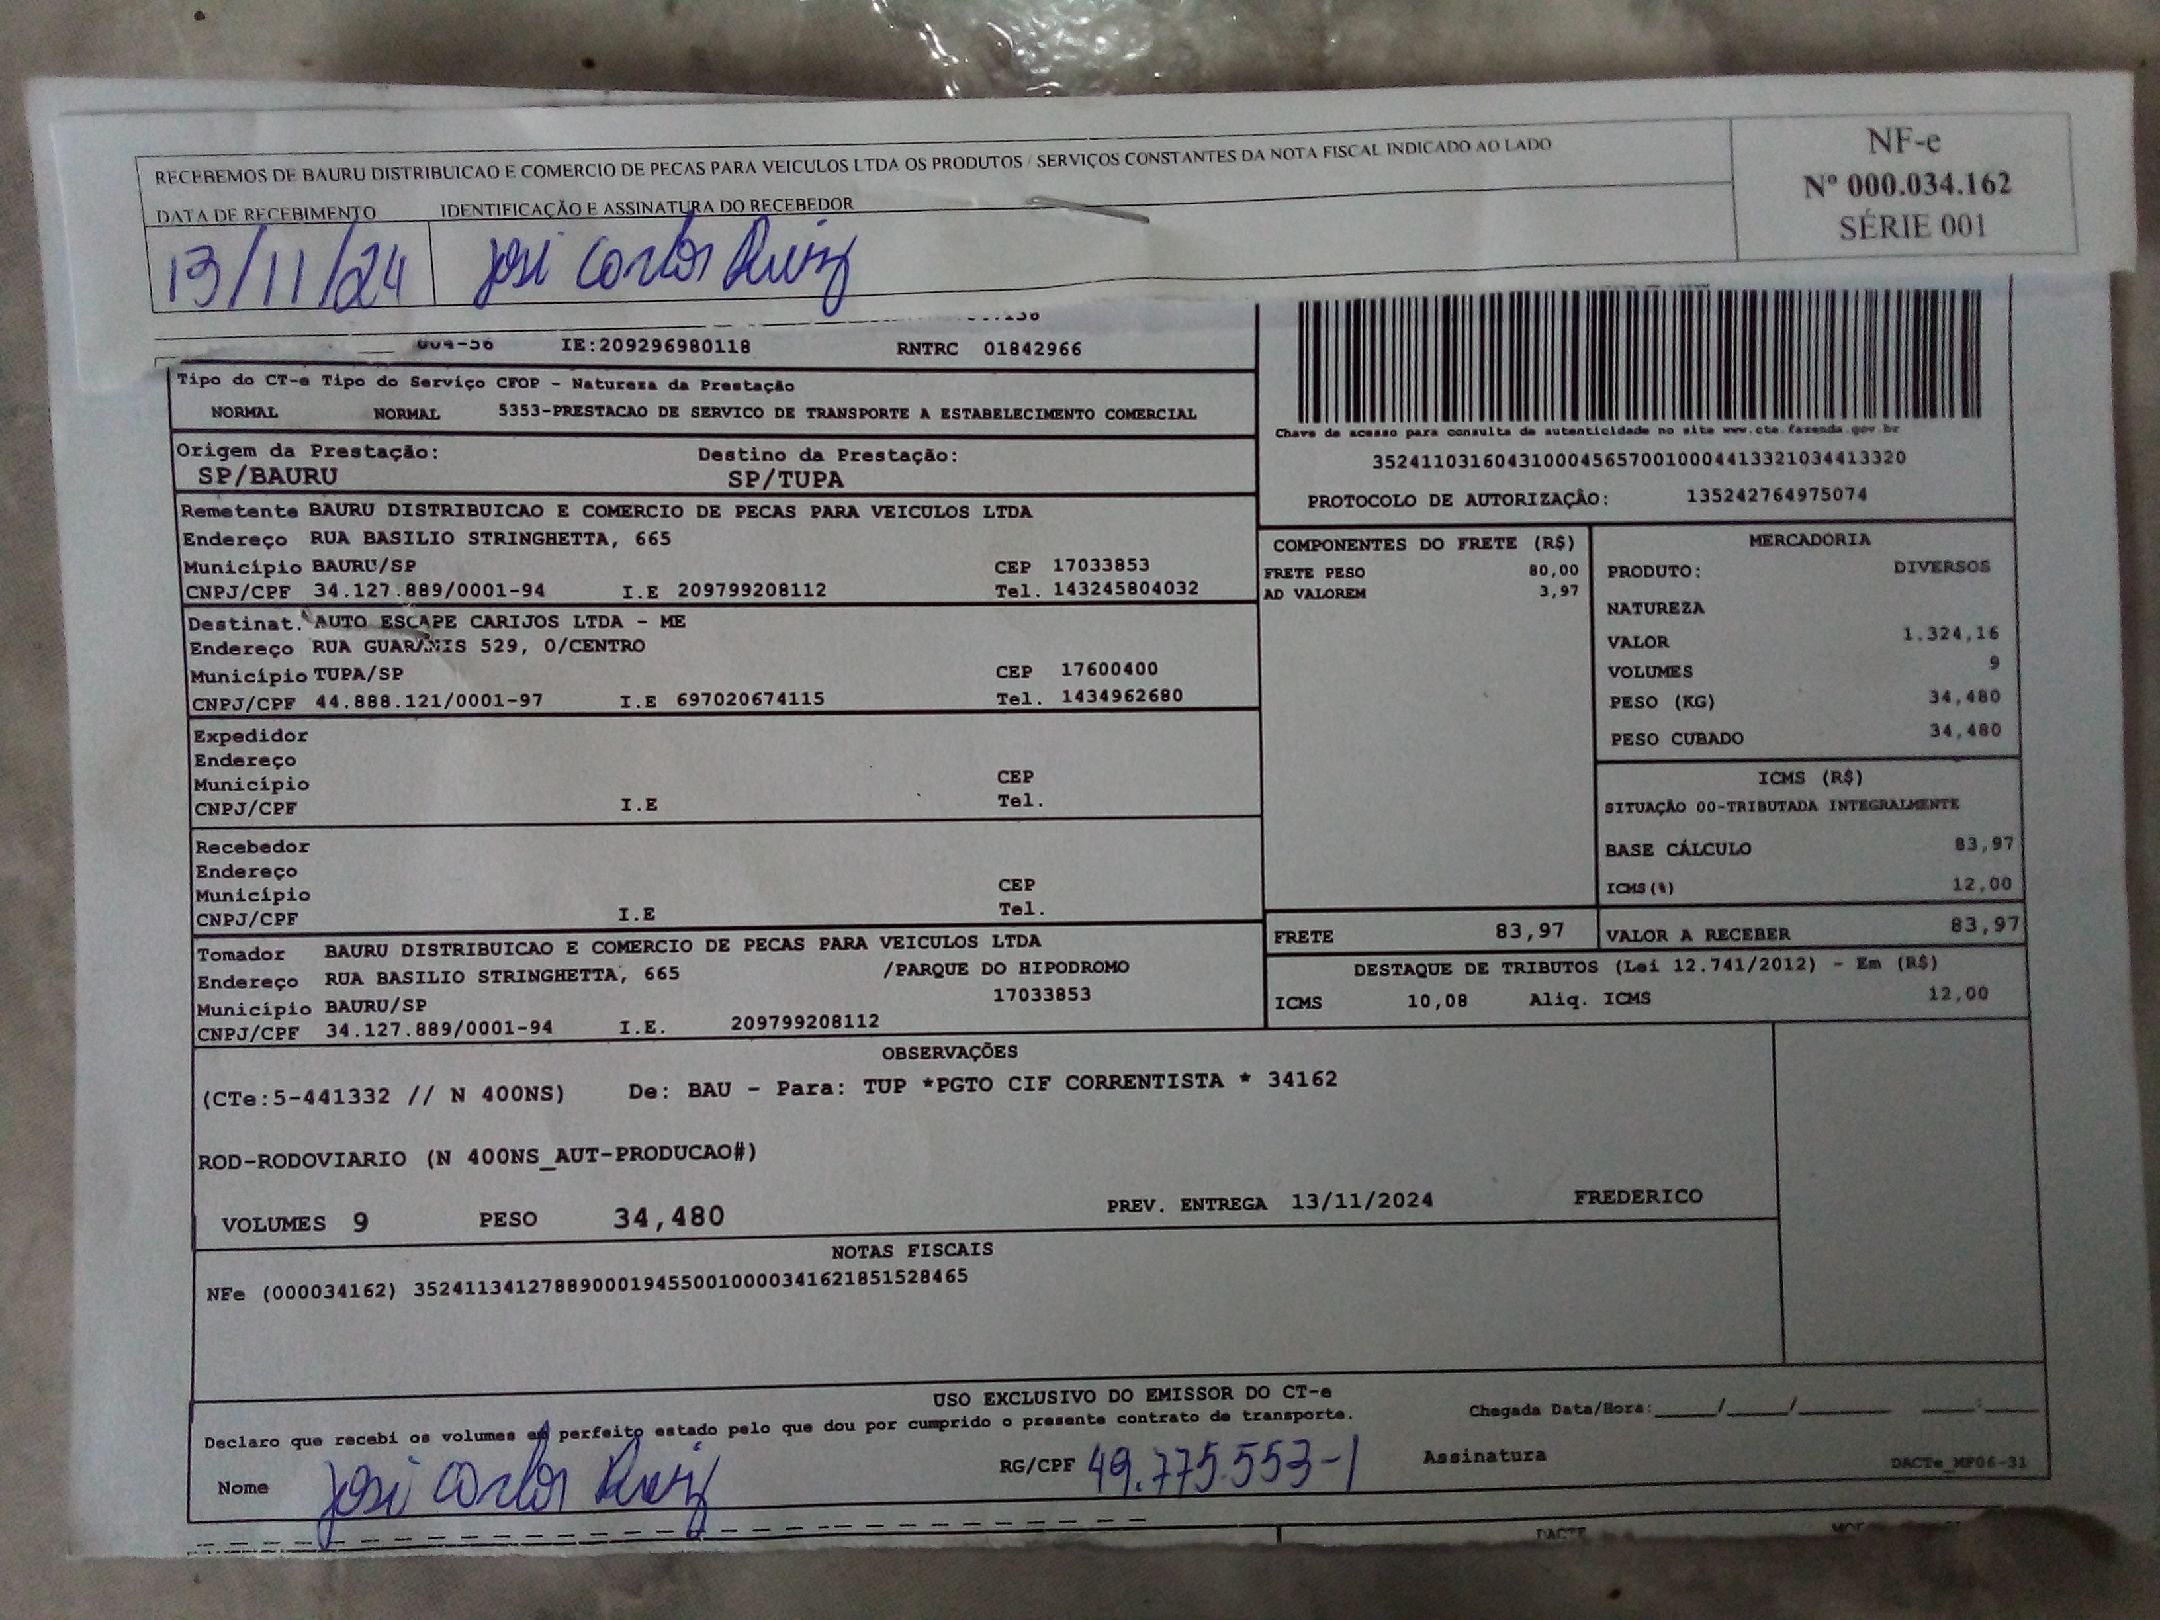 RECEBEMOS DE BAURU DISTRIBUICAO E COMERCIO DE PECAS PARA VEICULOS LTDA OS PRODUTOS / SERVIÇOS CONSTANTES DA NOTA FISCAL INDICADO AO LADO
NF-e
Nº 000.034.162
SÉRIE 001
DATA DE RECEBIMENTO IDENTIFICAÇÃO E ASSINATURA DO RECEBEDOR
13/11/24 José Carlos Ruiz
IE:209296980118 RNTRC 01842966
Tipo do CT-e Tipo do Serviço CFOP - Natureza da Prestação
NORMAL NORMAL 5353-PRESTACAO DE SERVICO DE TRANSPORTE A ESTABELECIMENTO COMERCIAL
Chave de acesso para consulta de autenticidade no site www.cte.fazenda.gov.br
35241103160431000456570010004413321034413320
PROTOCOLO DE AUTORIZAÇÃO: 135242764975074
Origem da Prestação: Destino da Prestação:
SP/BAURU SP/TUPA
Remetente BAURU DISTRIBUICAO E COMERCIO DE PECAS PARA VEICULOS LTDA
Endereço RUA BASILIO STRINGHETTA, 665
Município BAURU/SP CEP 17033853
CNPJ/CPF 34.127.889/0001-94 I.E 209799208112 Tel. 143245804032
Destinat. AUTO ESCAPE CARIJOS LTDA - ME
Endereço RUA GUARANIS 529, 0/CENTRO
Município TUPA/SP CEP 17600400
CNPJ/CPF 44.888.121/0001-97 I.E 697020674115 Tel. 1434962680
Expedidor
Endereço
Município CEP
CNPJ/CPF I.E Tel.
Recebedor
Endereço
Município CEP
CNPJ/CPF I.E Tel.
Tomador BAURU DISTRIBUICAO E COMERCIO DE PECAS PARA VEICULOS LTDA
Endereço RUA BASILIO STRINGHETTA, 665 /PARQUE DO HIPODROMO
Município BAURU/SP 17033853
CNPJ/CPF 34.127.889/0001-94 I.E. 209799208112
COMPONENTES DO FRETE (R$)
FRETE PESO 80,00
AD VALOREM 3,97
MERCADORIA
PRODUTO: DIVERSOS
NATUREZA
VALOR 1.324,16
VOLUMES 9
PESO (KG) 34,480
PESO CUBADO 34,480
ICMS (R$)
SITUAÇÃO 00-TRIBUTADA INTEGRALMENTE
BASE CÁLCULO 83,97
ICMS(%) 12,00
FRETE 83,97 VALOR A RECEBER 83,97
DESTAQUE DE TRIBUTOS (Lei 12.741/2012) - Em (R$)
ICMS 10,08 Aliq. ICMS 12,00
OBSERVAÇÕES
(CTe:5-441332 // N 400NS) De: BAU - Para: TUP *PGTO CIF CORRENTISTA * 34162
ROD-RODOVIARIO (N 400NS_AUT-PRODUCAO#)
VOLUMES 9 PESO 34,480 PREV. ENTREGA 13/11/2024 FREDERICO
NOTAS FISCAIS
NFe (000034162) 35241134127889000194550010000341621851528465
USO EXCLUSIVO DO EMISSOR DO CT-e
Declaro que recebi os volumes em perfeito estado pelo que dou por cumprido o presente contrato de transporte.
Chegada Data/Hora:____/____/______ ____:____
Nome José Carlos Ruiz RG/CPF 49.775.553-1 Assinatura
DACTe_MF06-31
DACTE